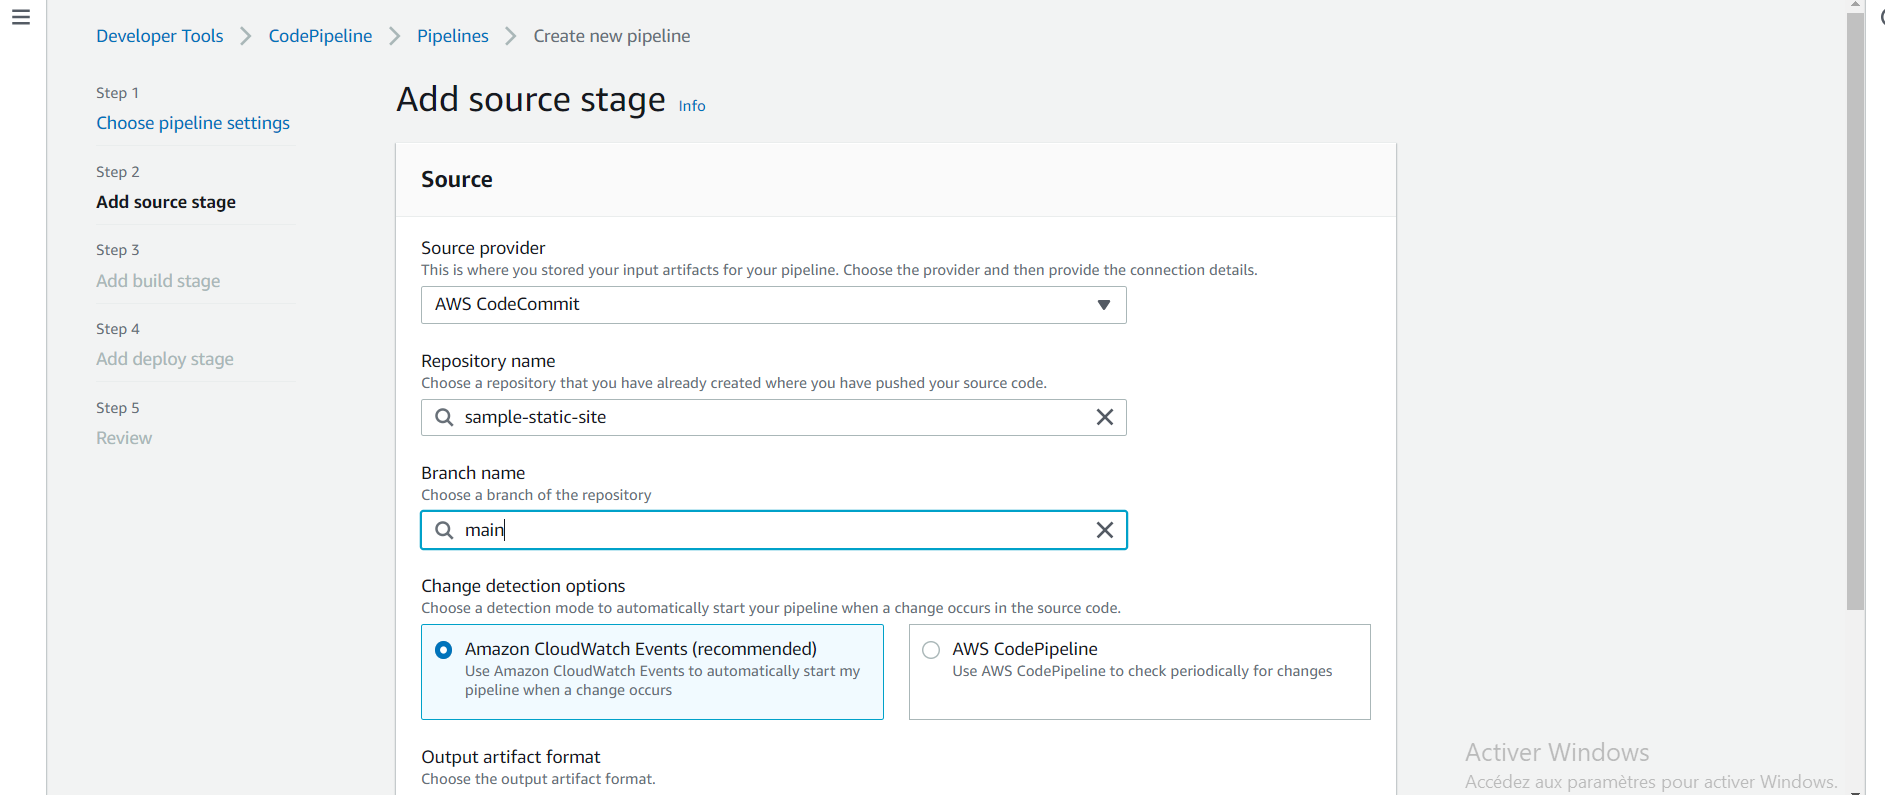 Developer Tools > CodePipeline > Pipelines > Create new pipeline
Step 1
Choose pipeline settings
Step 2
Add source stage
Step 3
Add build stage
Step 4
Add deploy stage
Step 5
Review
Add source stage Info
Source
Source provider
This is where you stored your input artifacts for your pipeline. Choose the provider and then provide the connection details.
AWS CodeCommit
Repository name
Choose a repository that you have already created where you have pushed your source code.
sample-static-site
Branch name
Choose a branch of the repository
main
Change detection options
Choose a detection mode to automatically start your pipeline when a change occurs in the source code.
Amazon CloudWatch Events (recommended)
Use Amazon CloudWatch Events to automatically start my
pipeline when a change occurs
AWS CodePipeline
Use AWS CodePipeline to check periodically for changes
Output artifact format
Choose the output artifact format.
Activer Windows
Accédez aux paramètres pour activer Windows.